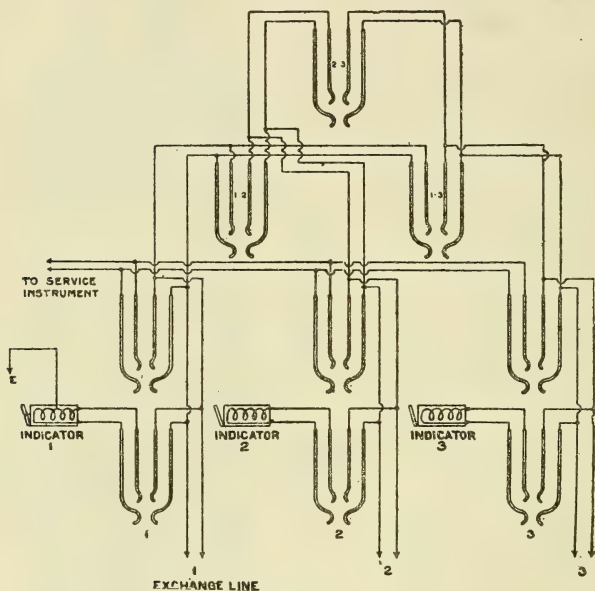 2·3
1·2
1·3
TO SERVICE
INSTRUMENT
E
INDICATOR
1
INDICATOR
2
INDICATOR
3
1
2
3
1
2
3
EXCHANGE LINE